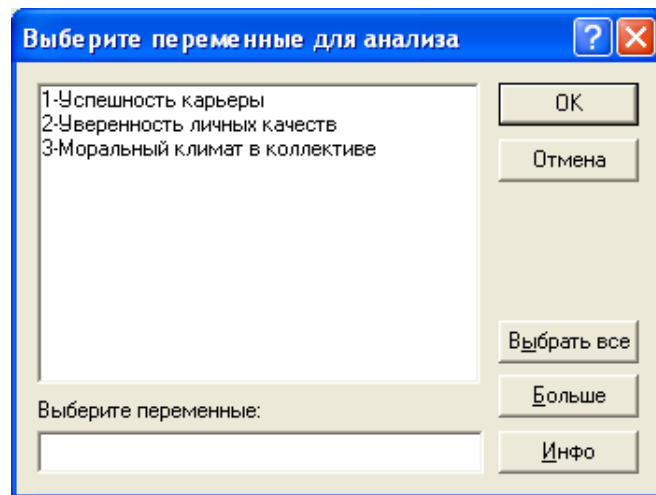 Выберите переменные для анализа
1-Успешность карьеры
2-Уверенность личных качеств
3-Моральный климат в коллективе
OK
Отмена
Выбрать все
Больше
Выберите переменные:
Инфо